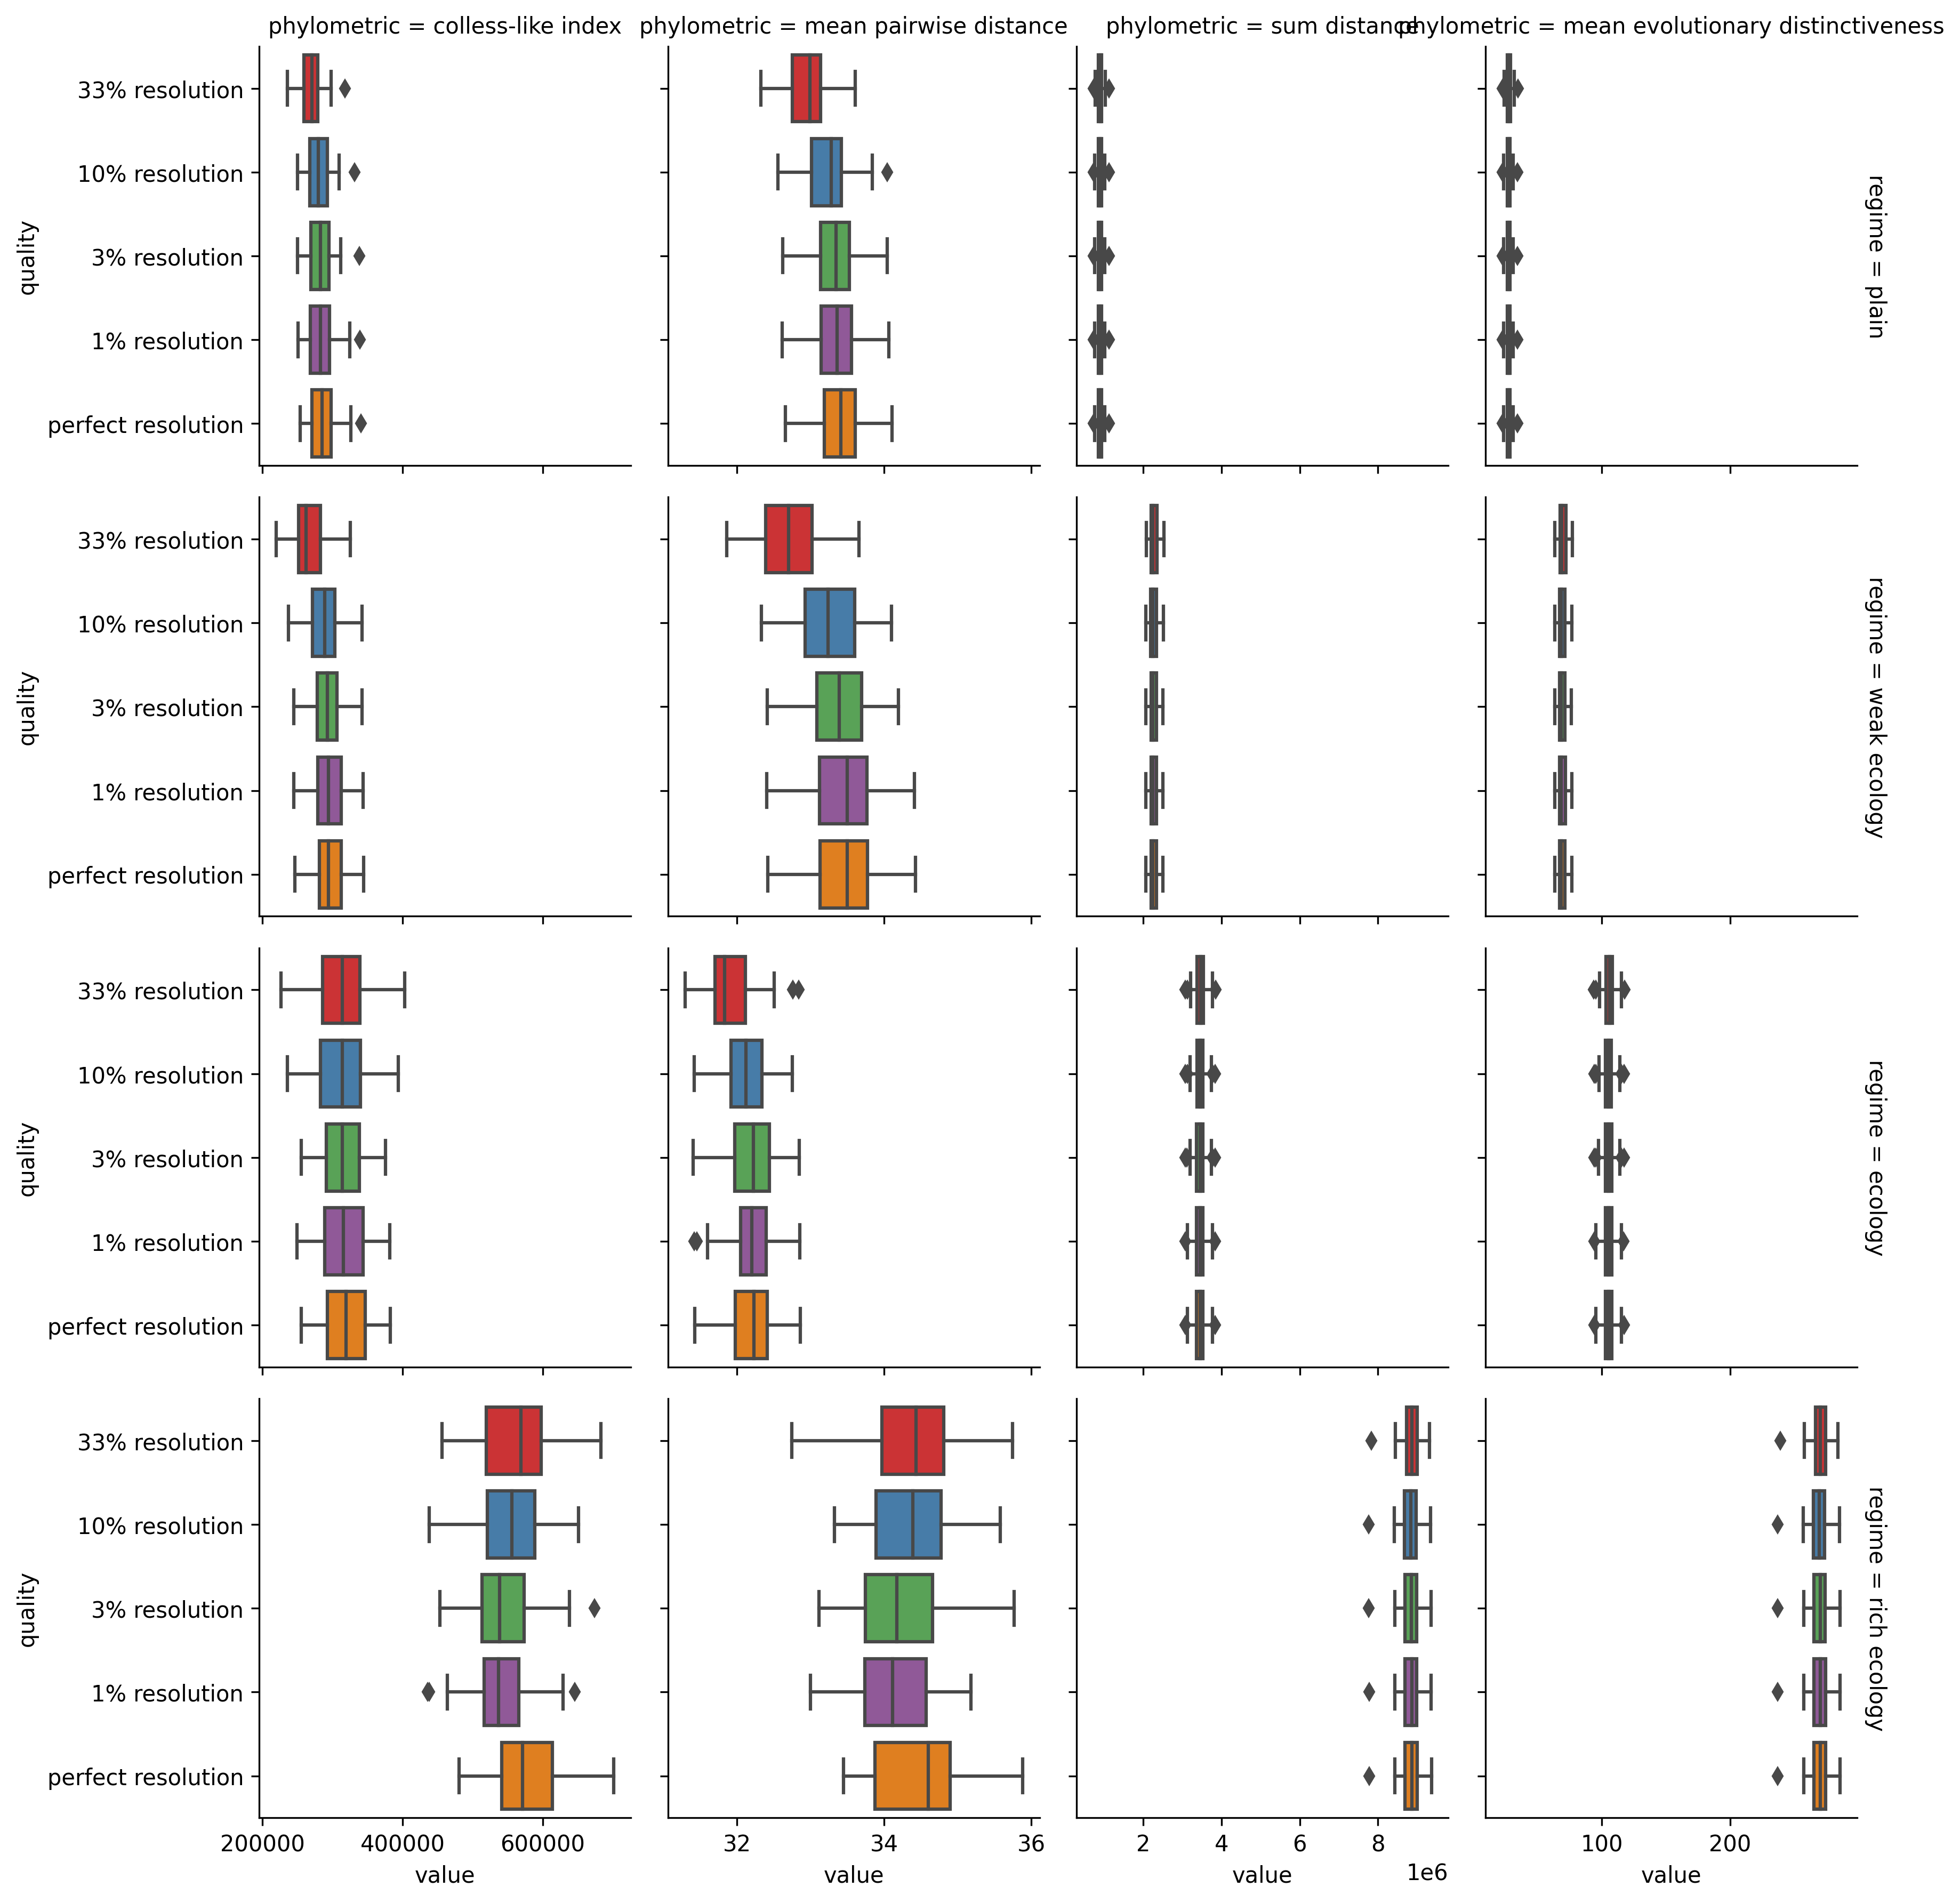 phylometric = colless-like index
phylometric = mean pairwise distance
phylometric = sum distance
phylometric = mean evolutionary distinctiveness
quality
33% resolution
10% resolution
3% resolution
1% resolution
perfect resolution
regime = plain
quality
33% resolution
10% resolution
3% resolution
1% resolution
perfect resolution
regime = weak ecology
quality
33% resolution
10% resolution
3% resolution
1% resolution
perfect resolution
regime = ecology
quality
33% resolution
10% resolution
3% resolution
1% resolution
perfect resolution
regime = rich ecology
200000 400000 600000
value
32 34 36
value
2 4 6 8
value
1e6
100 200
value